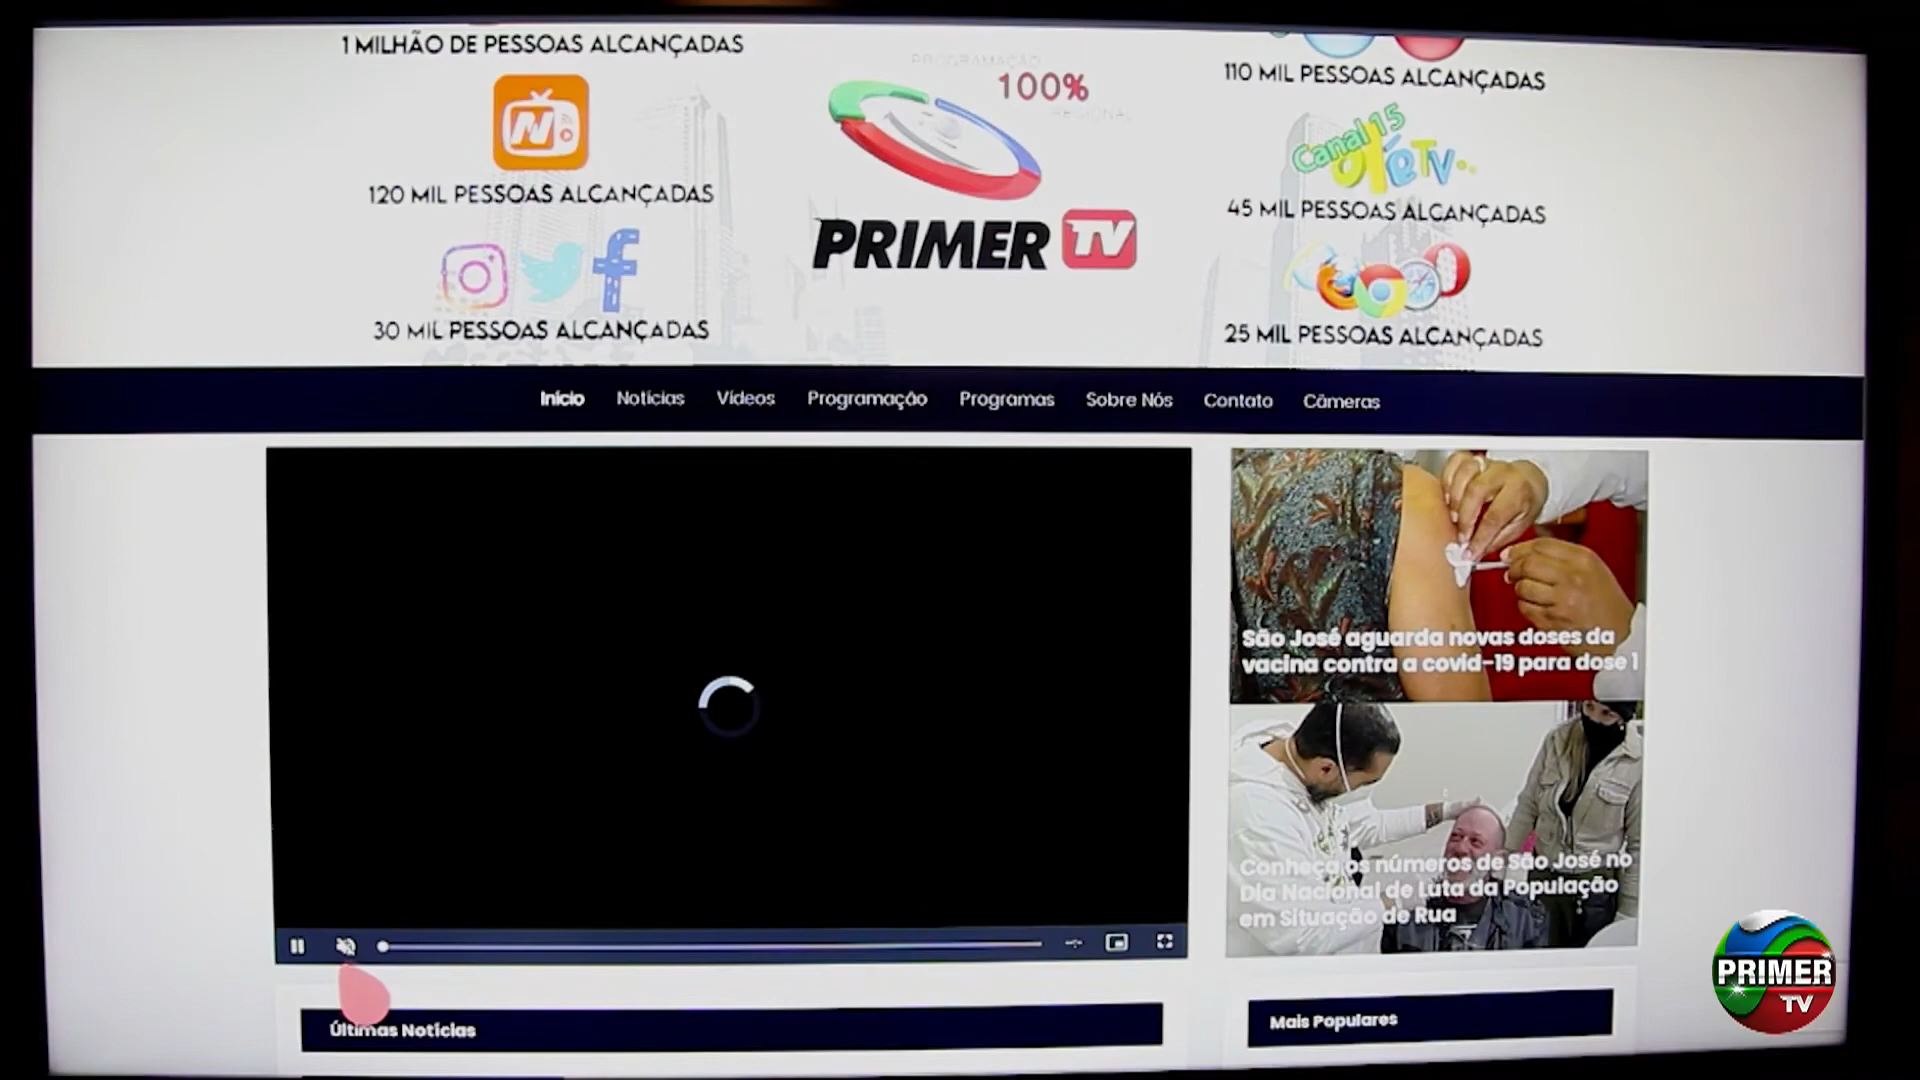 1 MILHÃO DE PESSOAS ALCANÇADAS
120 MIL PESSOAS ALCANÇADAS
30 MIL PESSOAS ALCANÇADAS
PROGRAMAÇÃO
100%
REGIONAL
PRIMER TV
110 MIL PESSOAS ALCANÇADAS
Canal 15
OléTV
45 MIL PESSOAS ALCANÇADAS
25 MIL PESSOAS ALCANÇADAS
Início Notícias Vídeos Programação Programas Sobre Nós Contato Câmeras
São José aguarda novas doses da
vacina contra a covid-19 para dose 1
Conheça os números de São José no
Dia Nacional de Luta da População
em Situação de Rua
Últimas Notícias
Mais Populares
PRIMER
TV